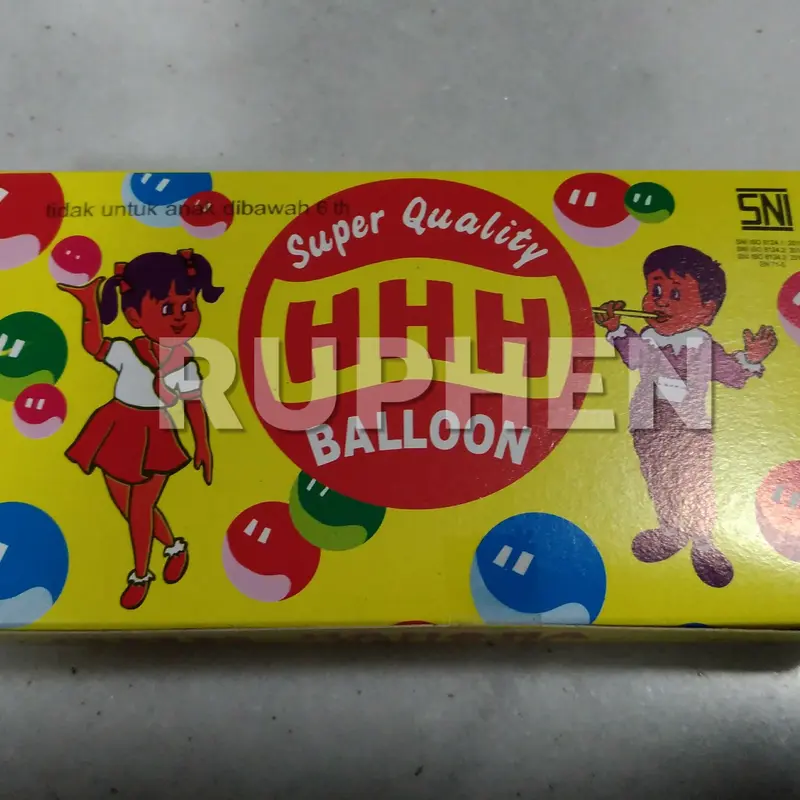 tidak untuk anak dibawah 6 th
Super Quality
HHH
BALLOON
SNI
RUPHEN